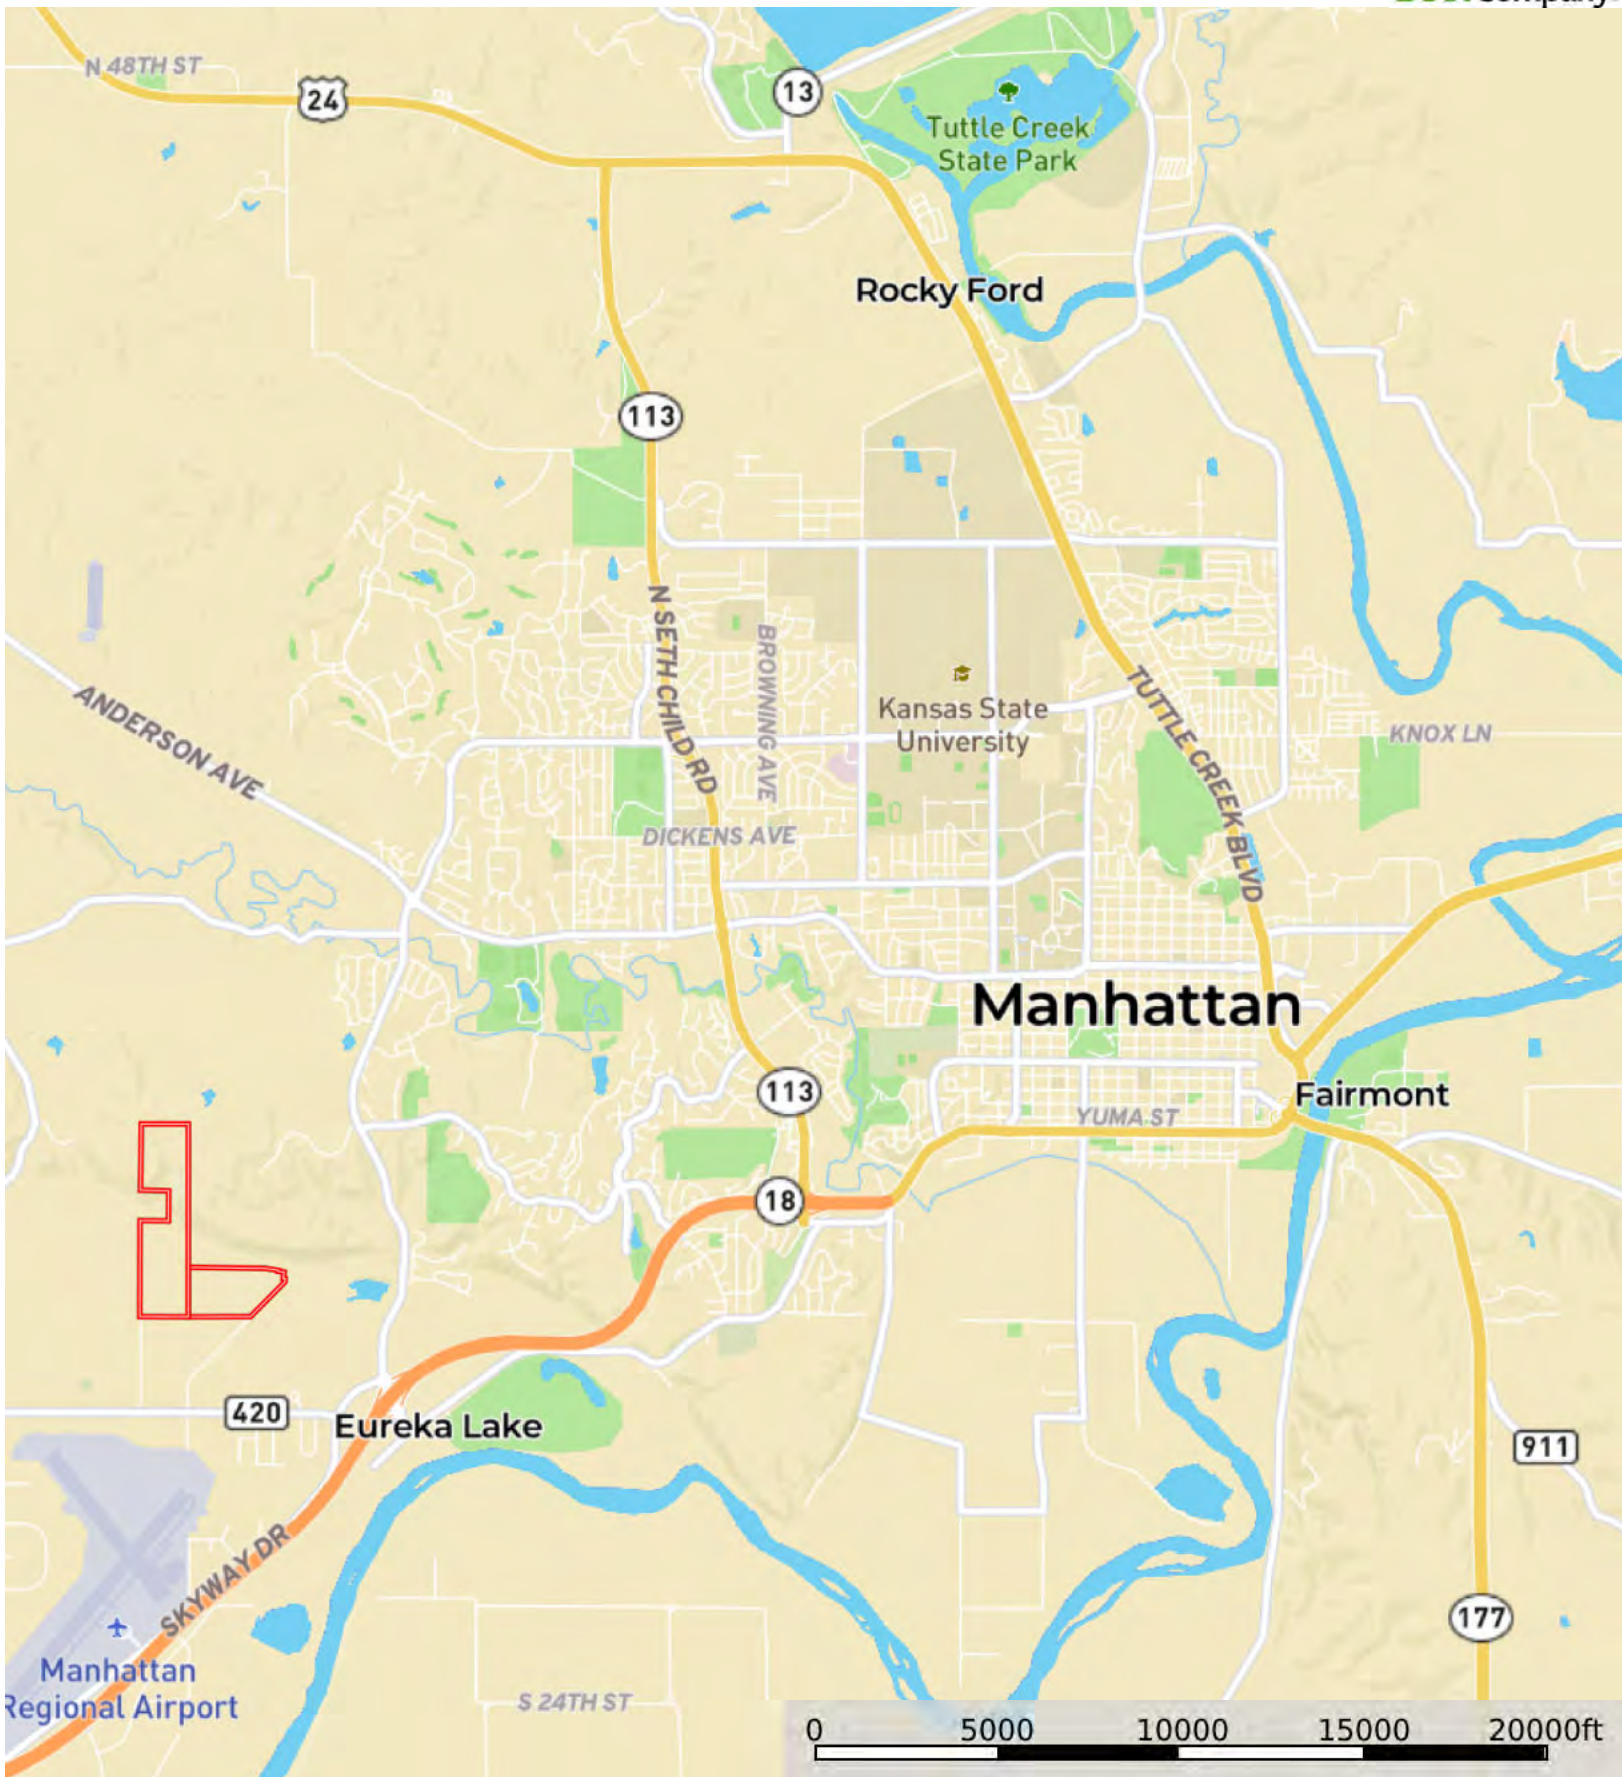 Company
N 48TH ST
24
13
Tuttle Creek
State Park
Rocky Ford
113
N SETH CHILD RD
BROWNING AVE
Kansas State
University
TUTTLE CREEK BLVD
KNOX LN
ANDERSON AVE
DICKENS AVE
Manhattan
113
Fairmont
YUMA ST
18
420
Eureka Lake
911
SKYWAY DR
177
Manhattan
Regional Airport
S 24TH ST
0 5000 10000 15000 20000ft